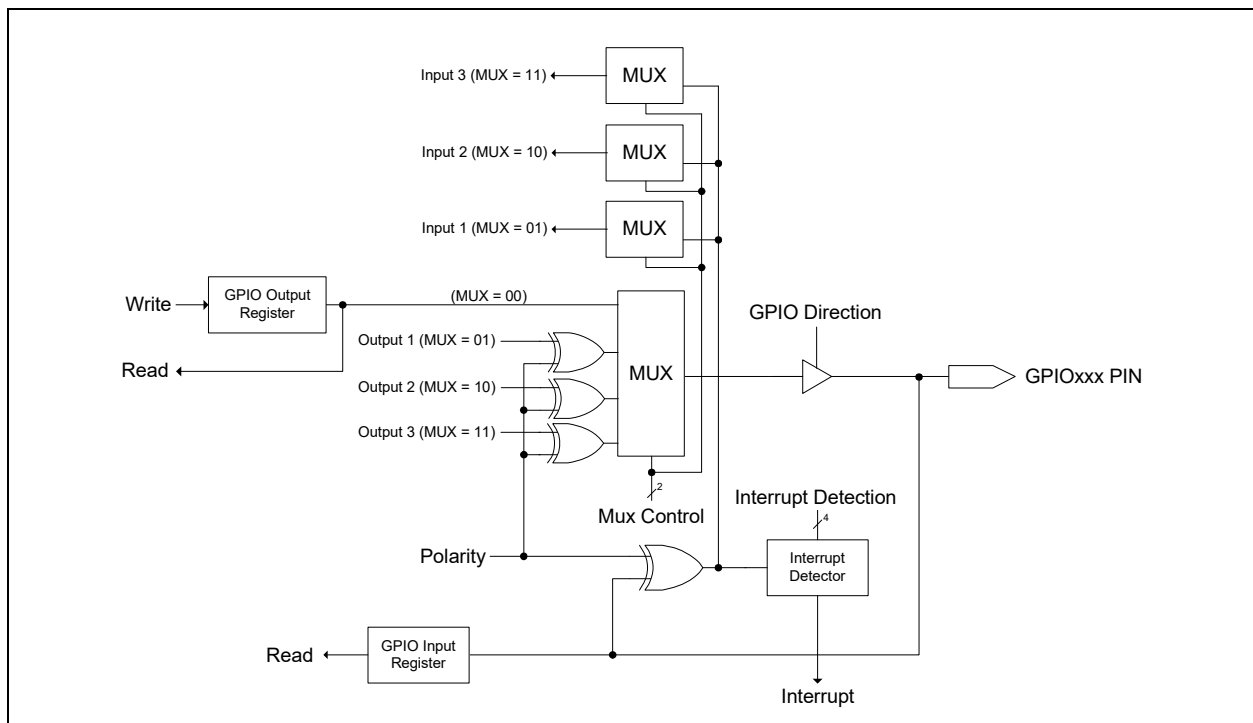 Input 3 (MUX = 11)
MUX
Input 2 (MUX = 10)
MUX
Input 1 (MUX = 01)
MUX
Write
GPIO Output
Register
(MUX = 00)
GPIO Direction
Output 1 (MUX = 01)
Read
MUX
GPIOxxx PIN
Output 2 (MUX = 10)
Output 3 (MUX = 11)
2
Mux Control
Interrupt Detection
4
Polarity
Interrupt
Detector
Read
GPIO Input
Register
Interrupt